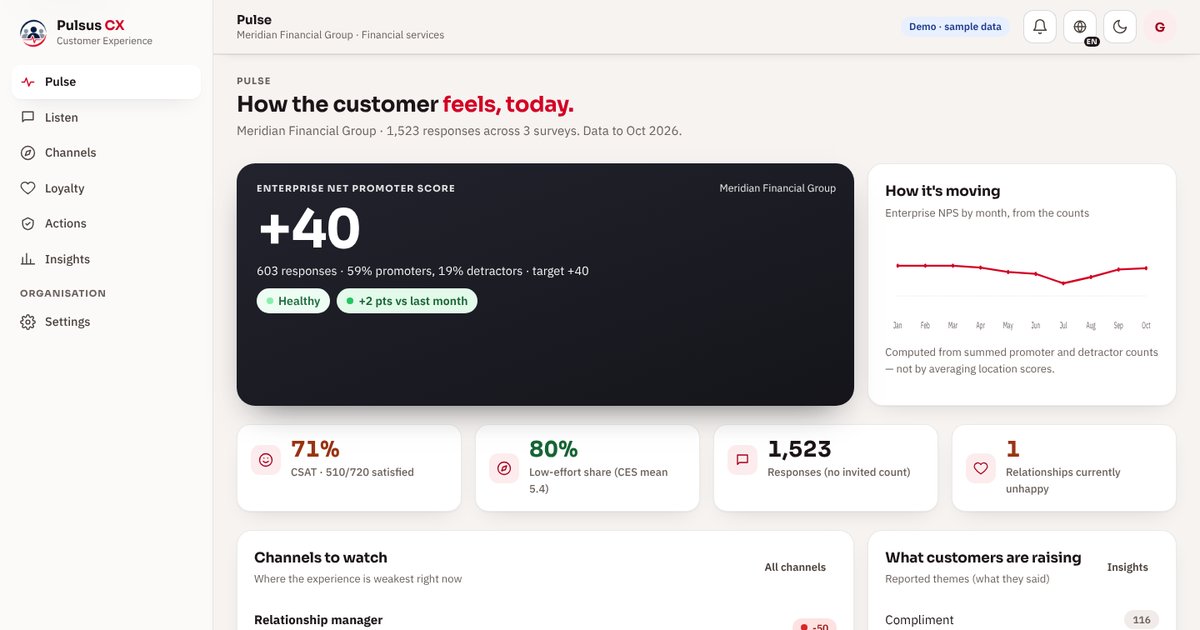 Pulsus CX
Customer Experience
Pulse
Listen
Channels
Loyalty
Actions
Insights
ORGANISATION
Settings
Pulse
Meridian Financial Group · Financial services
Demo · sample data
EN
G
PULSE
How the customer feels, today.
Meridian Financial Group · 1,523 responses across 3 surveys. Data to Oct 2026.
ENTERPRISE NET PROMOTER SCORE
Meridian Financial Group
+40
603 responses · 59% promoters, 19% detractors · target +40
Healthy
+2 pts vs last month
How it's moving
Enterprise NPS by month, from the counts
Jan Feb Mar Apr May Jun Jul Aug Sep Oct
Computed from summed promoter and detractor counts
— not by averaging location scores.
71%
CSAT · 510/720 satisfied
80%
Low-effort share (CES mean
5.4)
1,523
Responses (no invited count)
1
Relationships currently
unhappy
Channels to watch
Where the experience is weakest right now
All channels
Relationship manager
-50
What customers are raising
Reported themes (what they said)
Insights
Compliment
116